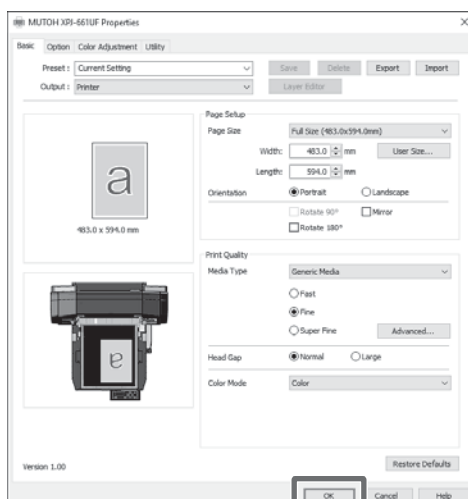 MUTOH XPJ-661UF Properties
Basic Option Color Adjustment Utility
Preset : Current Setting Save Delete Export Import
Output : Printer Layer Editor
a
483.0 x 594.0 mm
a
Version 1.00
Page Setup
Page Size Full Size (483.0x594.0mm)
Width: 483.0 mm User Size...
Length: 594.0 mm
Orientation Portrait Landscape
Rotate 90° Mirror
Rotate 180°
Print Quality
Media Type Generic Media
Fast
Fine
Super Fine Advanced...
Head Gap Normal Large
Color Mode Color
Restore Defaults
OK Cancel Help